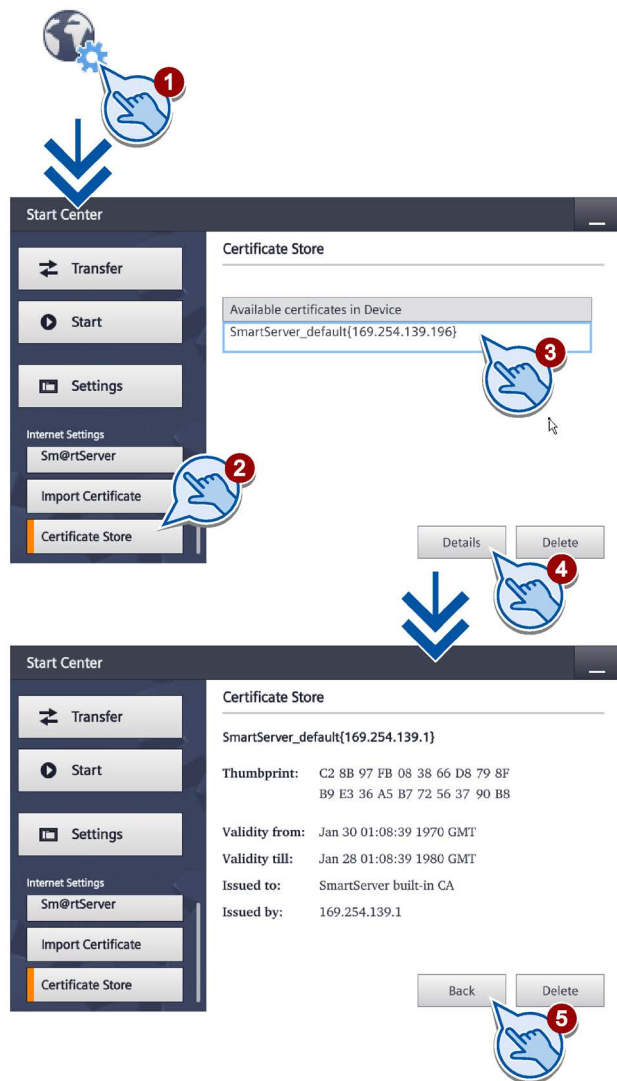 1
Start Center
Certificate Store
Transfer
Available certificates in Device
SmartServer_default{169.254.139.196}
Start
3
Settings
Internet Settings
Sm@rtServer
2
Import Certificate
Certificate Store
Details
Delete
4
Start Center
Certificate Store
Transfer
SmartServer_default{169.254.139.1}
Start
Thumbprint: C2 8B 97 FB 08 38 66 D8 79 8F
B9 E3 36 A5 B7 72 56 37 90 B8
Settings
Validity from: Jan 30 01:08:39 1970 GMT
Validity till: Jan 28 01:08:39 1980 GMT
Internet Settings
Issued to: SmartServer built-in CA
Sm@rtServer
Issued by: 169.254.139.1
Import Certificate
Certificate Store
Back
Delete
5